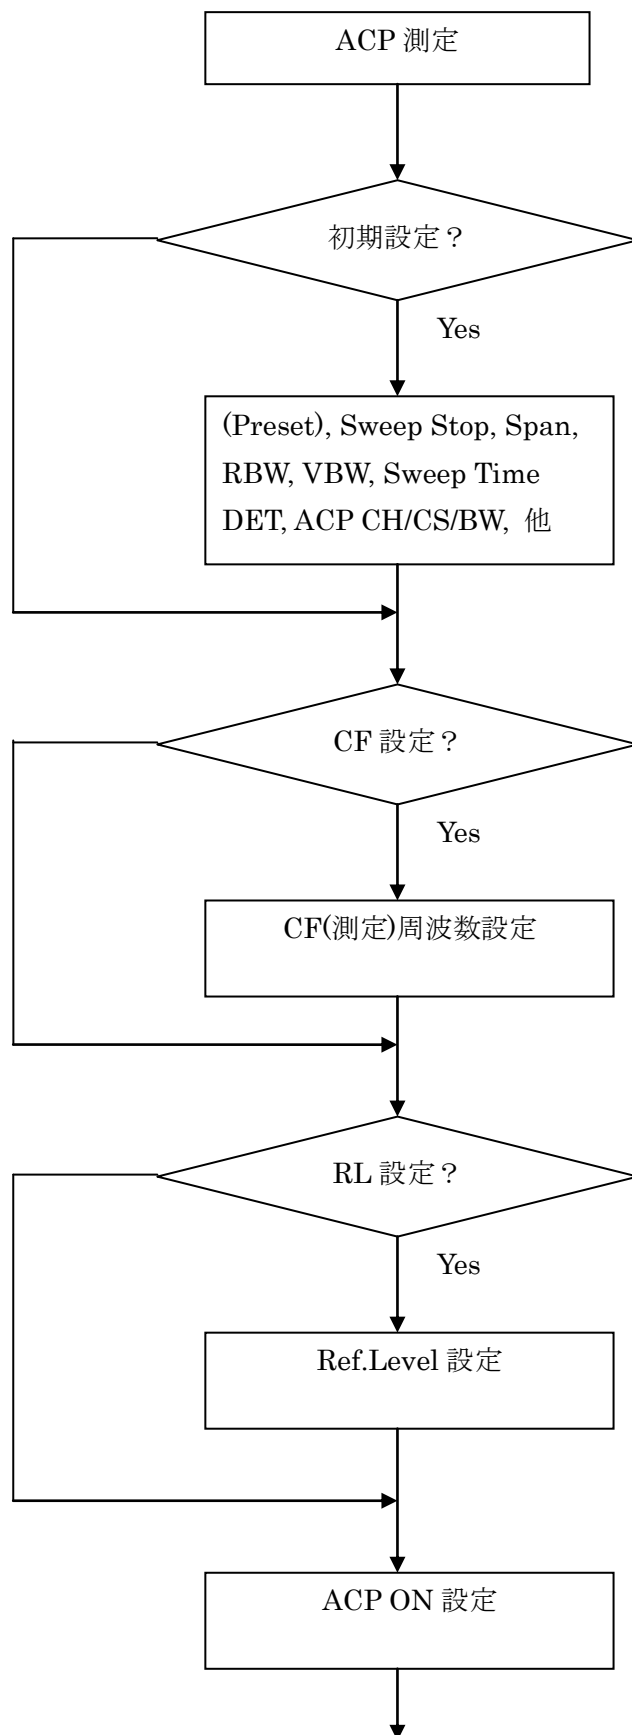 ACP 測定
初期設定？
Yes
(Preset), Sweep Stop, Span,
RBW, VBW, Sweep Time
DET, ACP CH/CS/BW, 他
CF 設定？
Yes
CF(測定)周波数設定
RL 設定？
Yes
Ref.Level 設定
ACP ON 設定